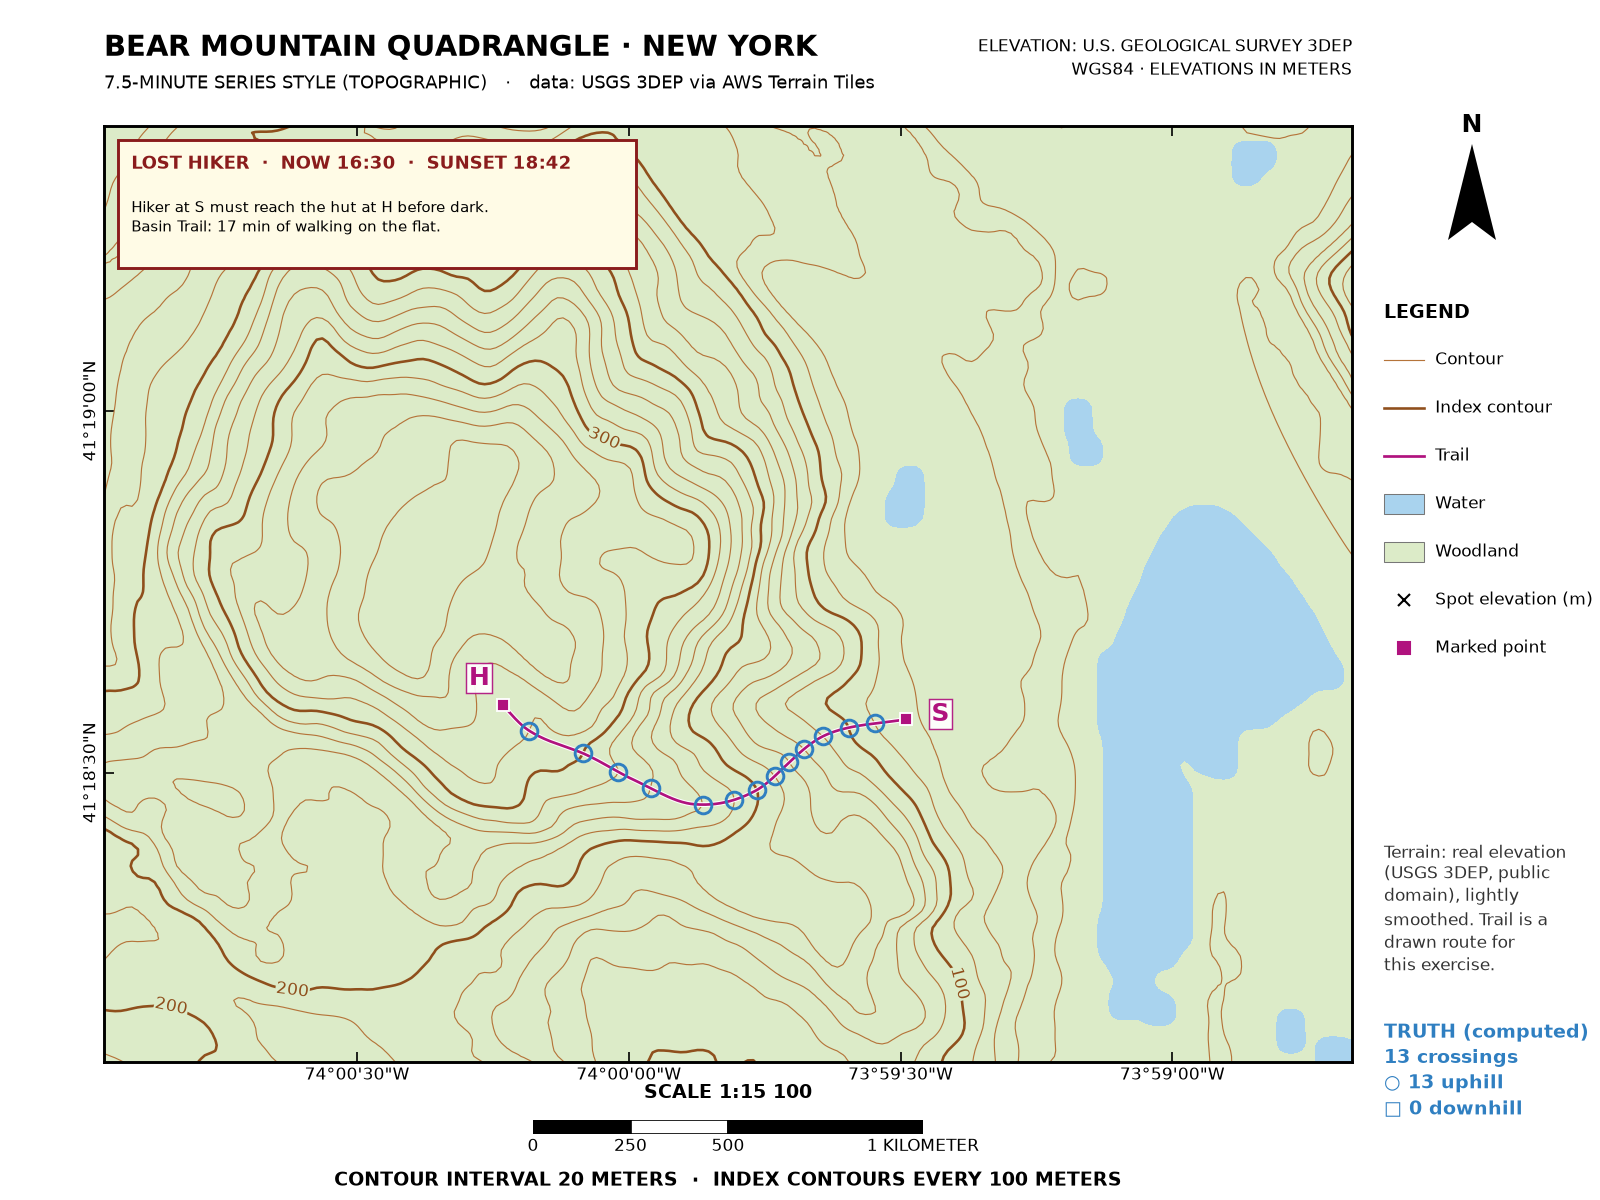 BEAR MOUNTAIN QUADRANGLE · NEW YORK
7.5-MINUTE SERIES STYLE (TOPOGRAPHIC) · data: USGS 3DEP via AWS Terrain Tiles
ELEVATION: U.S. GEOLOGICAL SURVEY 3DEP
WGS84 · ELEVATIONS IN METERS
LOST HIKER · NOW 16:30 · SUNSET 18:42
Hiker at S must reach the hut at H before dark.
Basin Trail: 17 min of walking on the flat.
41°19'00"N
41°18'30"N
300
H
S
200
200
100
74°00'30"W
74°00'00"W
73°59'30"W
73°59'00"W
N
LEGEND
Contour
Index contour
Trail
Water
Woodland
Spot elevation (m)
Marked point
Terrain: real elevation
(USGS 3DEP, public
domain), lightly
smoothed. Trail is a
drawn route for
this exercise.
TRUTH (computed)
13 crossings
○ 13 uphill
□ 0 downhill
SCALE 1:15 100
0 250 500 1 KILOMETER
CONTOUR INTERVAL 20 METERS · INDEX CONTOURS EVERY 100 METERS